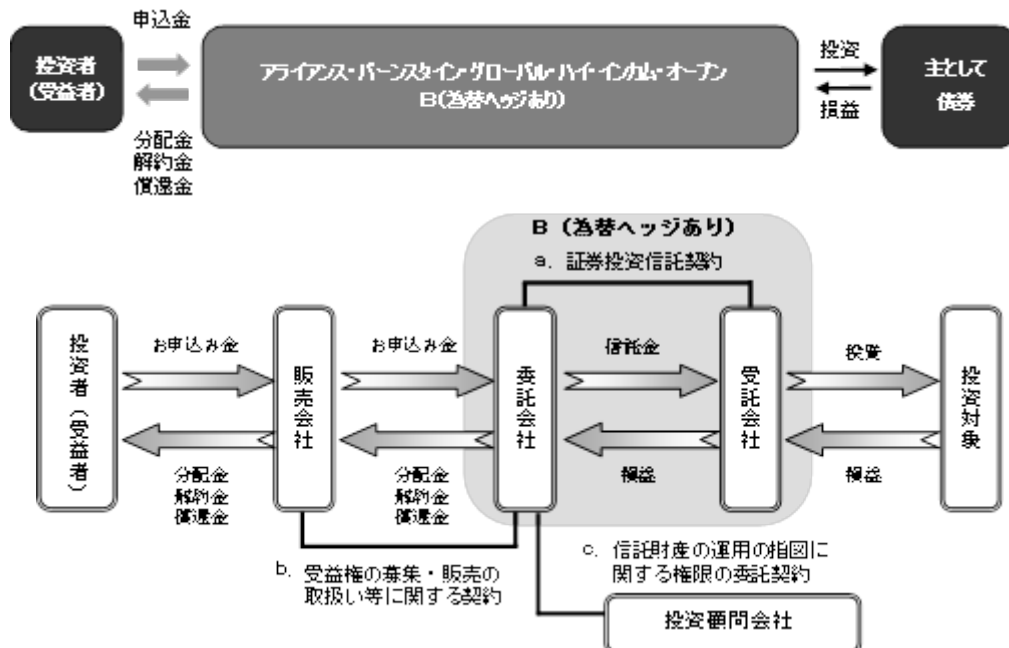 申込金
投資者
(受益者)
アライアンス・バーンスタイン・グローバル・ハイ・インカム・オープン
B(為替ヘッジあり)
投資
損益
主として
債券
分配金
解約金
償還金
B（為替ヘッジあり）
a. 証券投資信託契約
投資者（受益者）
お申込み金
販売会社
お申込み金
委託会社
信託金
受託会社
投資
投資対象
分配金
解約金
償還金
分配金
解約金
償還金
損益
損益
b. 受益権の募集・販売の
取扱い等に関する契約
c. 信託財産の運用の指図に
関する権限の委託契約
投資顧問会社